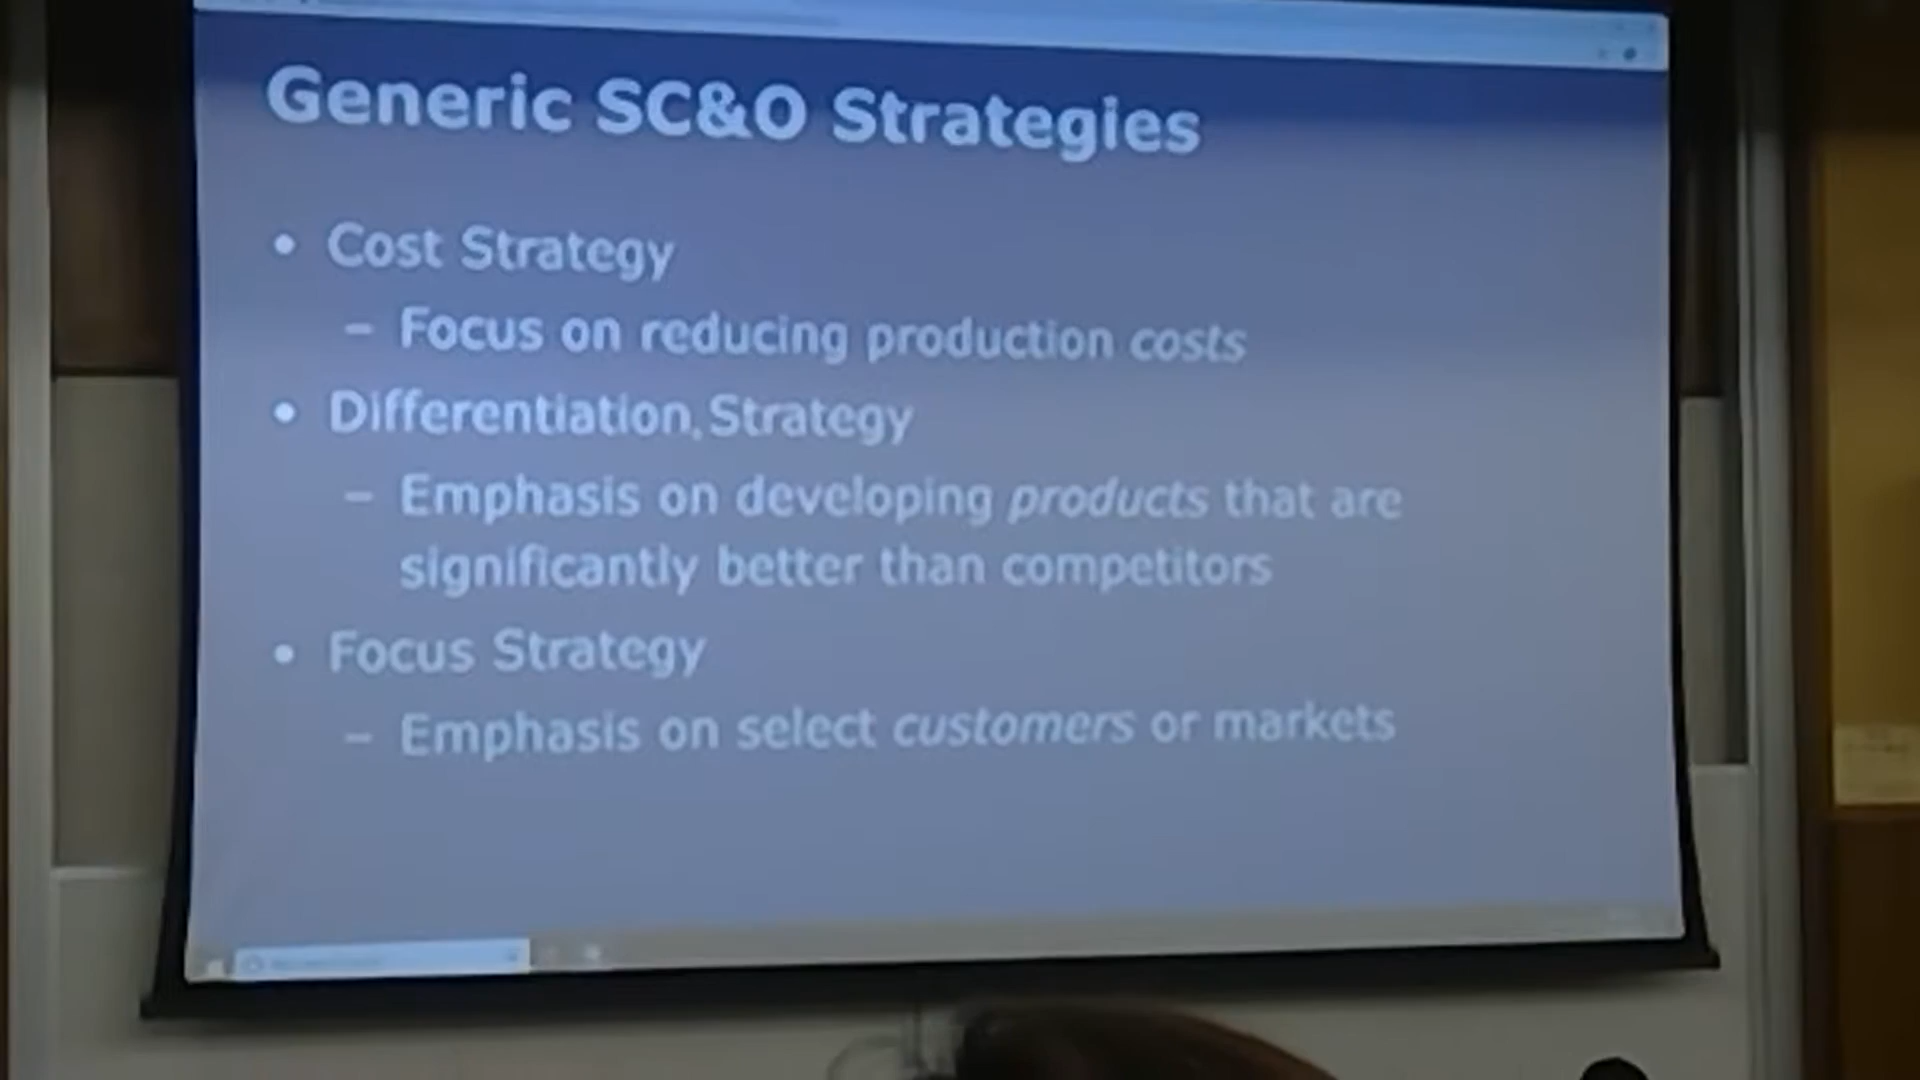 Generic SC&O Strategies
• Cost Strategy
– Focus on reducing production costs
• Differentiation Strategy
– Emphasis on developing products that are
significantly better than competitors
• Focus Strategy
– Emphasis on select customers or markets